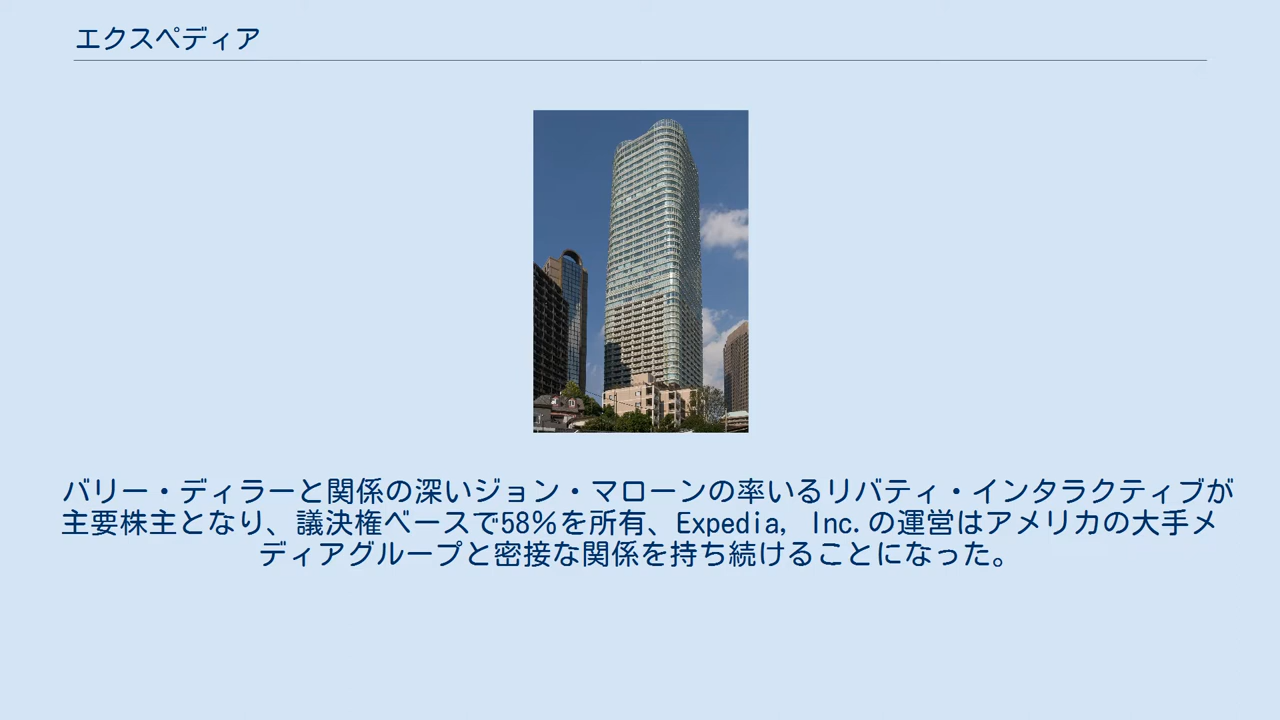 エクスペディア
バリー・ディラーと関係の深いジョン・マローンの率いるリバティ・インタラクティブが
主要株主となり、議決権ベースで58％を所有、Expedia, Inc.の運営はアメリカの大手メ
ディアグループと密接な関係を持ち続けることになった。